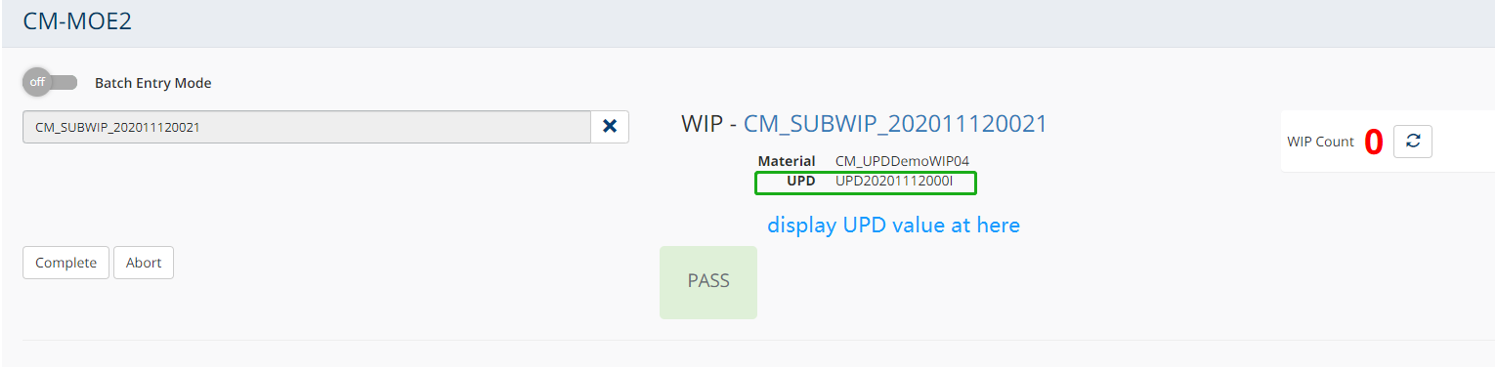 CM-MOE2
off Batch Entry Mode
CM_SUBWIP_202011120021
WIP - CM_SUBWIP_202011120021
Material CM_UPDDemoWIP04
UPD UPD20201112000I
display UPD value at here
WIP Count 0
Complete Abort
PASS